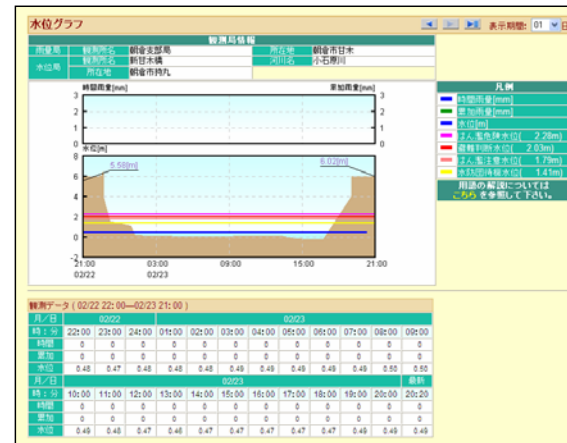 水位グラフ
表示期間: 01 日
観測局情報
雨量局 観測所名 朝倉支部局 所在地 朝倉市甘木
水位局 観測所名 新甘木橋 河川名 小石原川
所在地 朝倉市持丸
時間雨量[mm] 累加雨量[mm]
3 3
2 2
1 1
0 0
水位[m]
8
5.58[m] 6.02[m]
6
4
2
0
-2
21:00 03:00 09:00 15:00 21:00
02/22 02/23
凡例
時間雨量[mm]
累加雨量[mm]
水位[m]
はん濫危険水位( 2.28m)
避難判断水位( 2.03m)
はん濫注意水位( 1.79m)
水防団待機水位( 1.41m)
用語の解説については
こちら を参照して下さい。
観測データ ( 02/22 22:00—02/23 21:00 )
月/日 02/22 02/23
時:分 22:00 23:00 24:00 01:00 02:00 03:00 04:00 05:00 06:00 07:00 08:00 09:00
時間 0 0 0 0 0 0 0 0 0 0 0 0
累加 0 0 0 0 0 0 0 0 0 0 0 0
水位 0.48 0.47 0.48 0.48 0.48 0.49 0.49 0.49 0.49 0.49 0.50 0.50
月/日 02/23 最新
時:分 10:00 11:00 12:00 13:00 14:00 15:00 16:00 17:00 18:00 19:00 20:00 20:20
時間 0 0 0 0 0 0 0 0 0 0 0 0
累加 0 0 0 0 0 0 0 0 0 0 0 0
水位 0.49 0.48 0.47 0.48 0.47 0.47 0.47 0.49 0.49 0.49 0.49 0.49